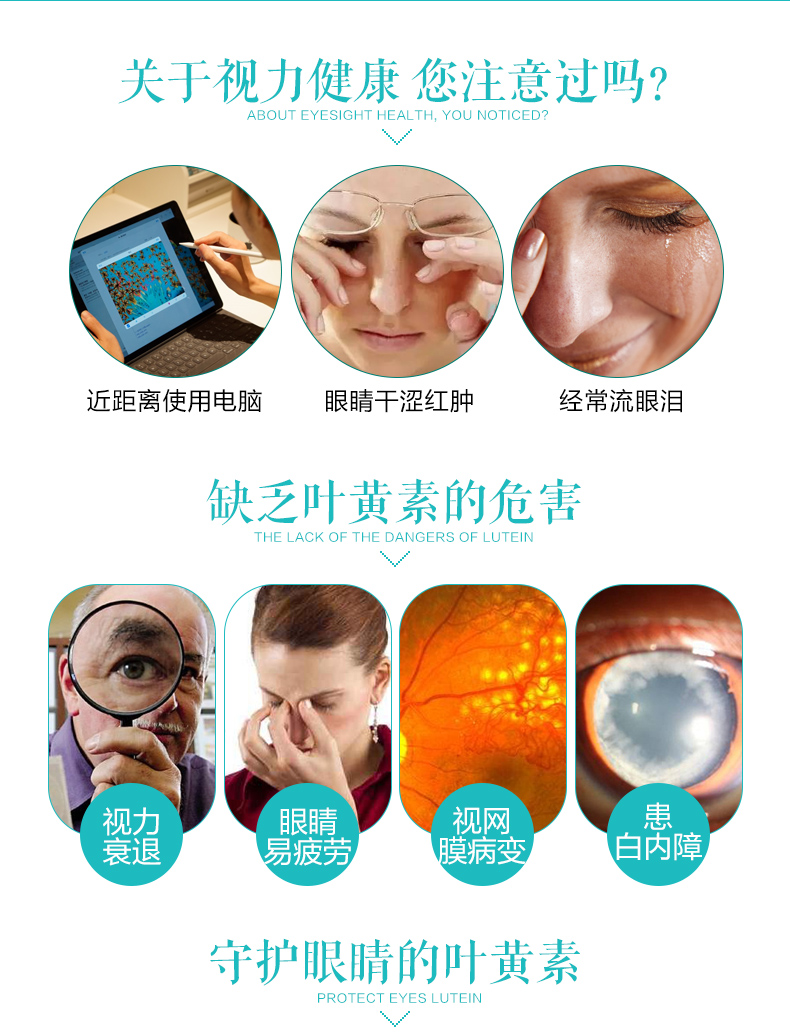 关于视力健康 您注意过吗?
ABOUT EYESIGHT HEALTH, YOU NOTICED?
近距离使用电脑
眼睛干涩红肿
经常流眼泪
缺乏叶黄素的危害
THE LACK OF THE DANGERS OF LUTEIN
视力
衰退
眼睛
易疲劳
视网
膜病变
患
白内障
守护眼睛的叶黄素
PROTECT EYES LUTEIN